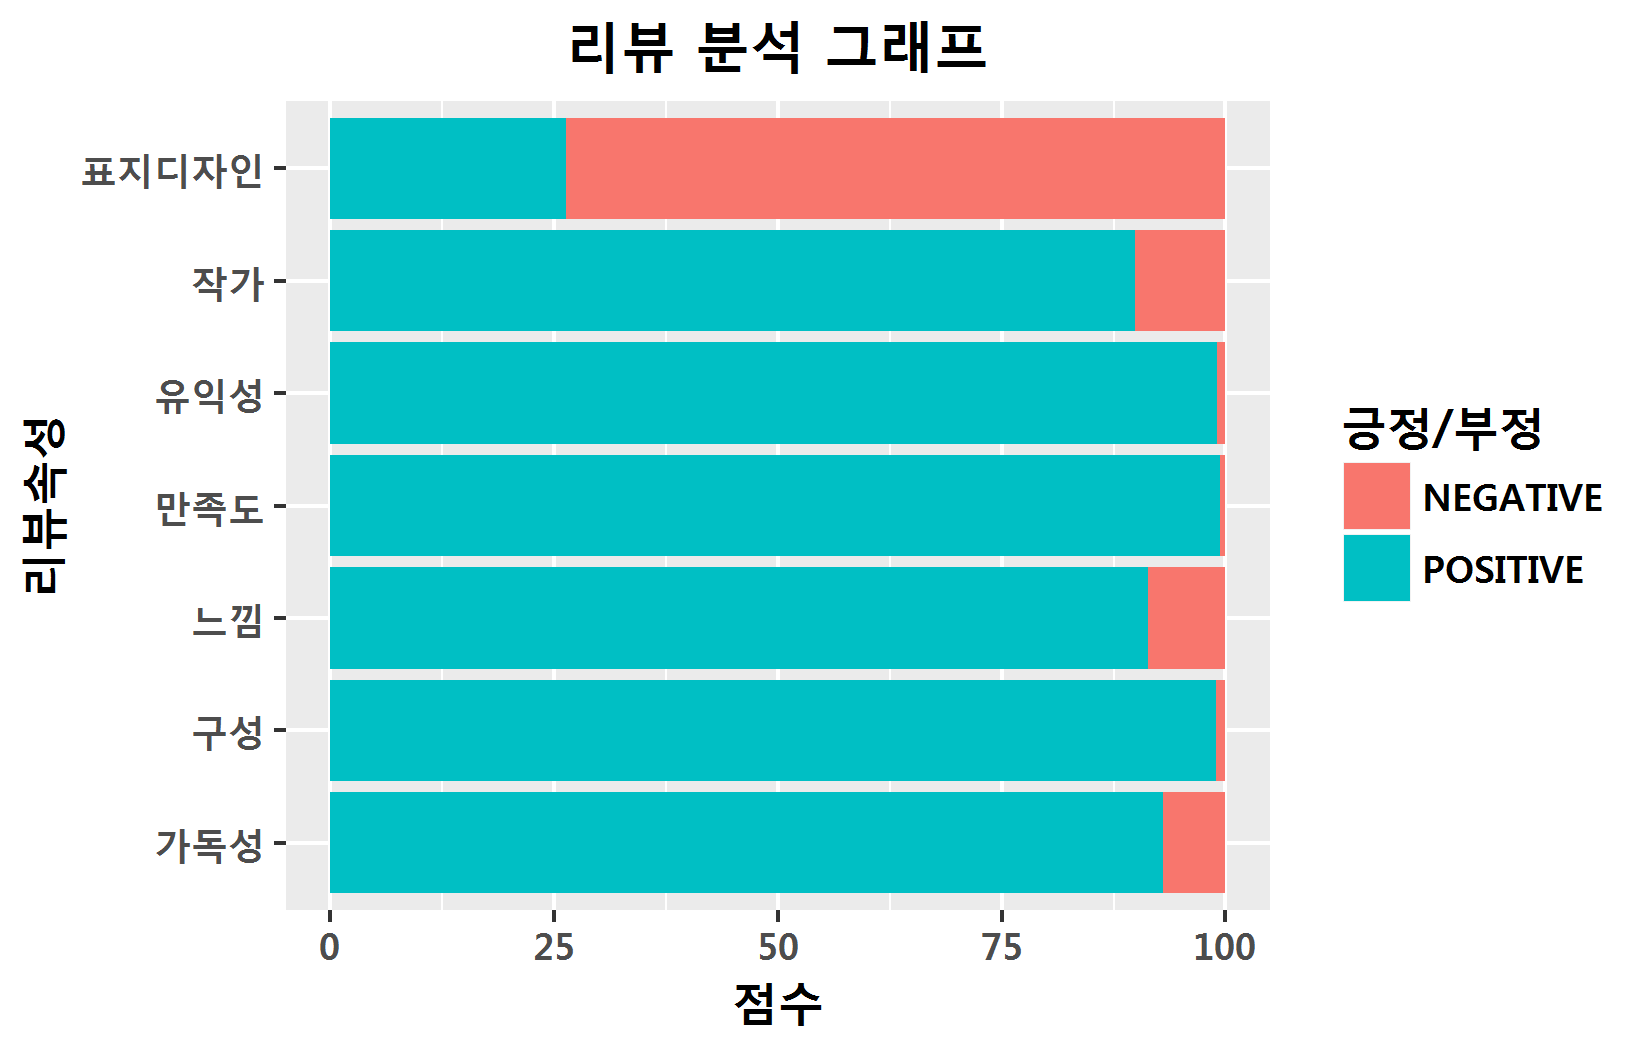 리뷰 분석 그래프
리뷰속성
표지디자인
작가
유익성
만족도
느낌
구성
가독성
0 25 50 75 100
점수
긍정/부정
NEGATIVE
POSITIVE